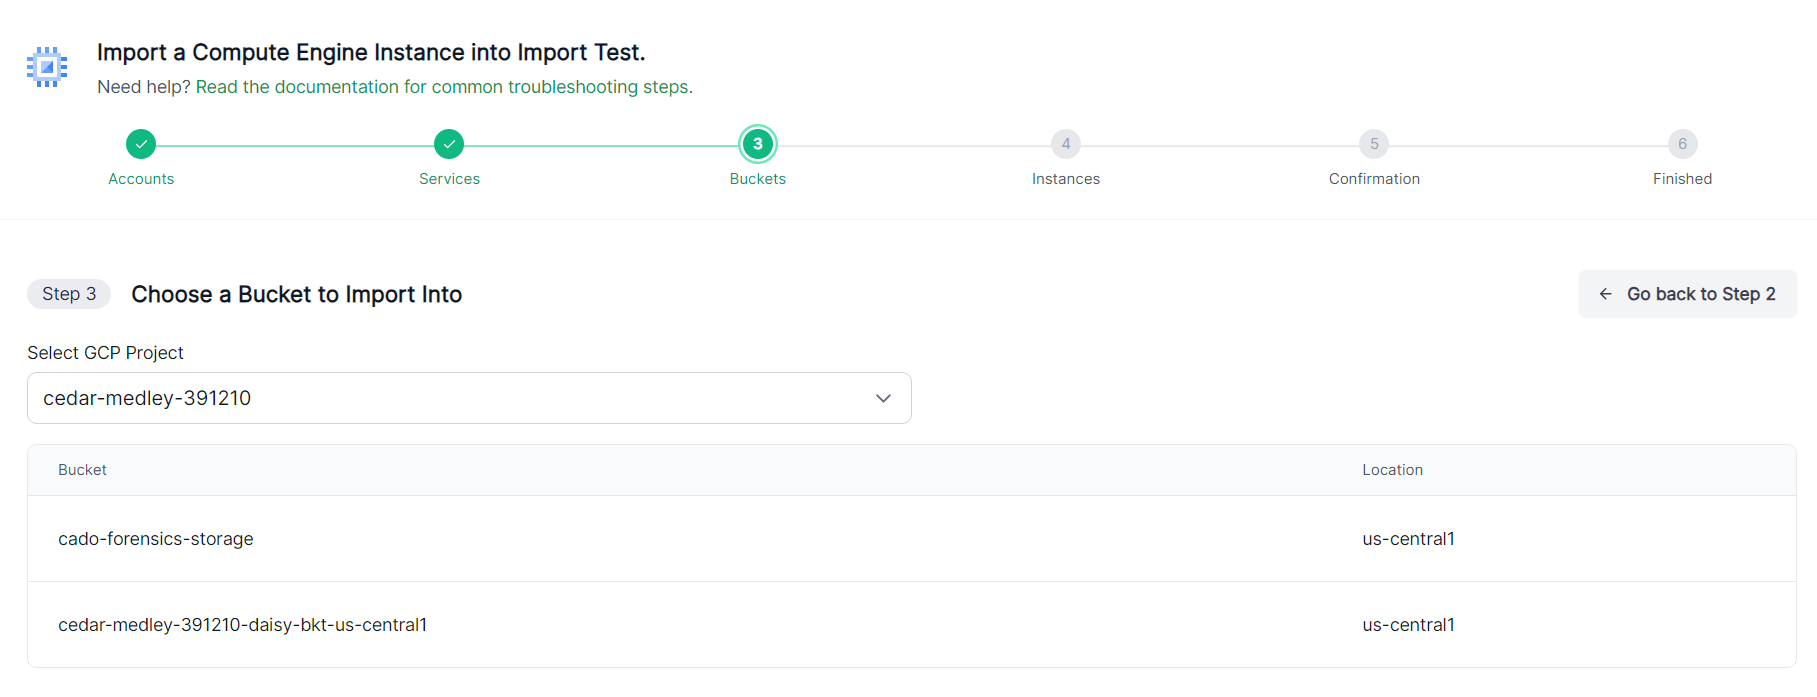 Import a Compute Engine Instance into Import Test.
Need help? Read the documentation for common troubleshooting steps.
3 4 5 6
Accounts Services Buckets Instances Confirmation Finished
Step 3 Choose a Bucket to Import Into Go back to Step 2
Select GCP Project
cedar-medley-391210
Bucket Location
cado-forensics-storage us-central1
cedar-medley-391210-daisy-bkt-us-central1 us-central1